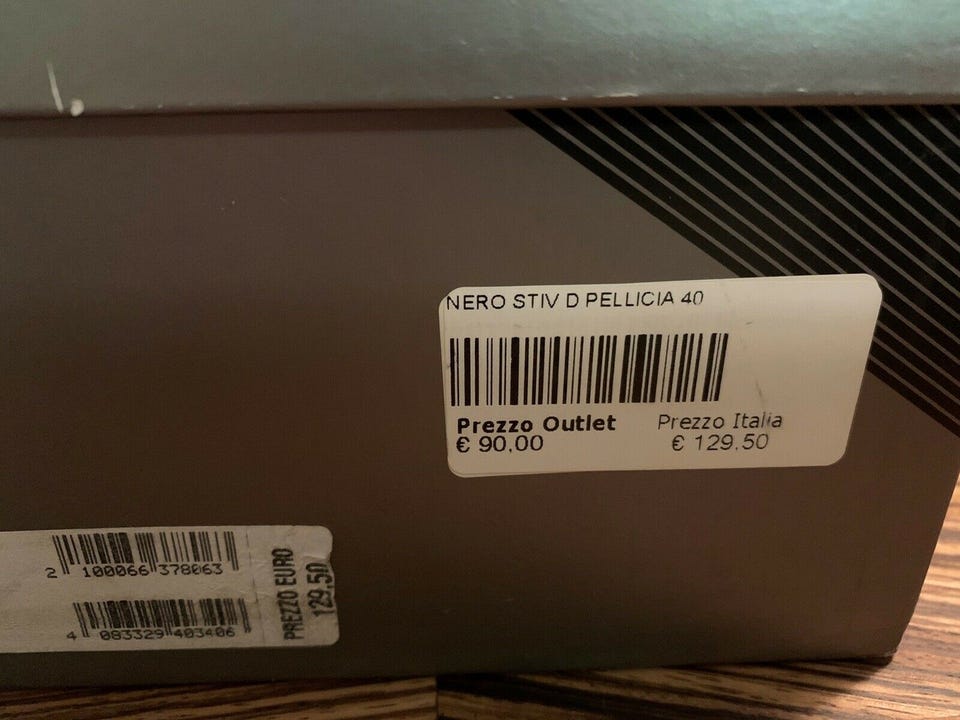 NERO STIV D PELLICIA 40
Prezzo Outlet Prezzo Italia
€ 90,00 € 129,50
2 100066 378063
4 083329 403406
PREZZO EURO
129,50